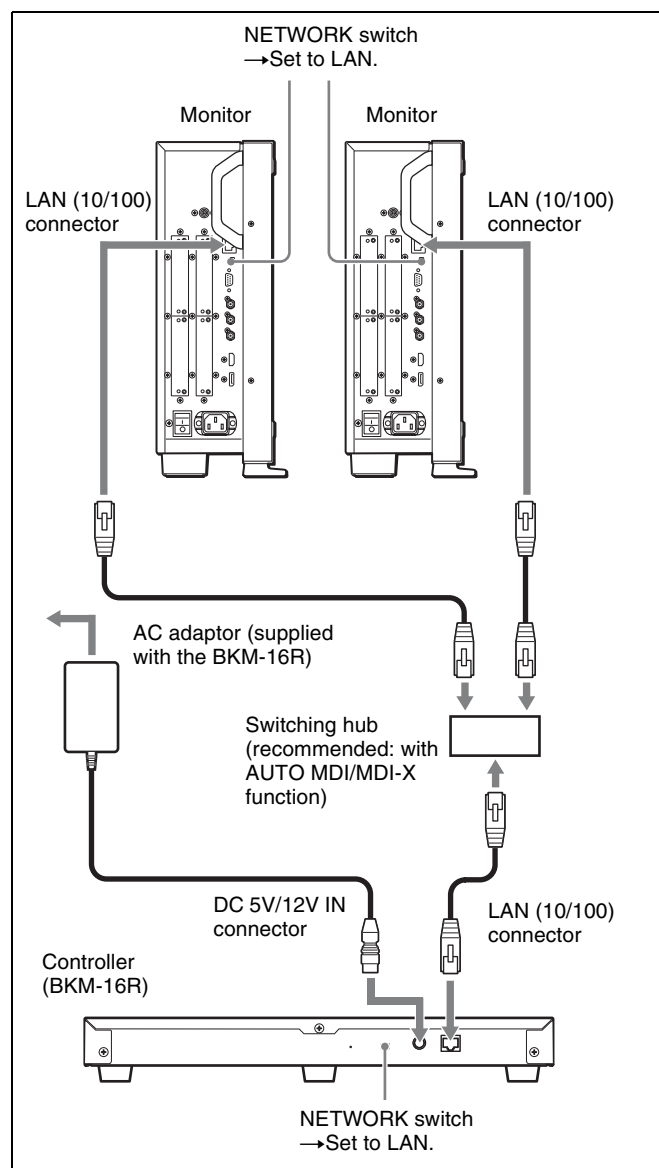 NETWORK switch
→Set to LAN.
Monitor
Monitor
LAN (10/100)
connector
LAN (10/100)
connector
AC adaptor (supplied
with the BKM-16R)
Switching hub
(recommended: with
AUTO MDI/MDI-X
function)
DC 5V/12V IN
connector
LAN (10/100)
connector
Controller
(BKM-16R)
NETWORK switch
→Set to LAN.